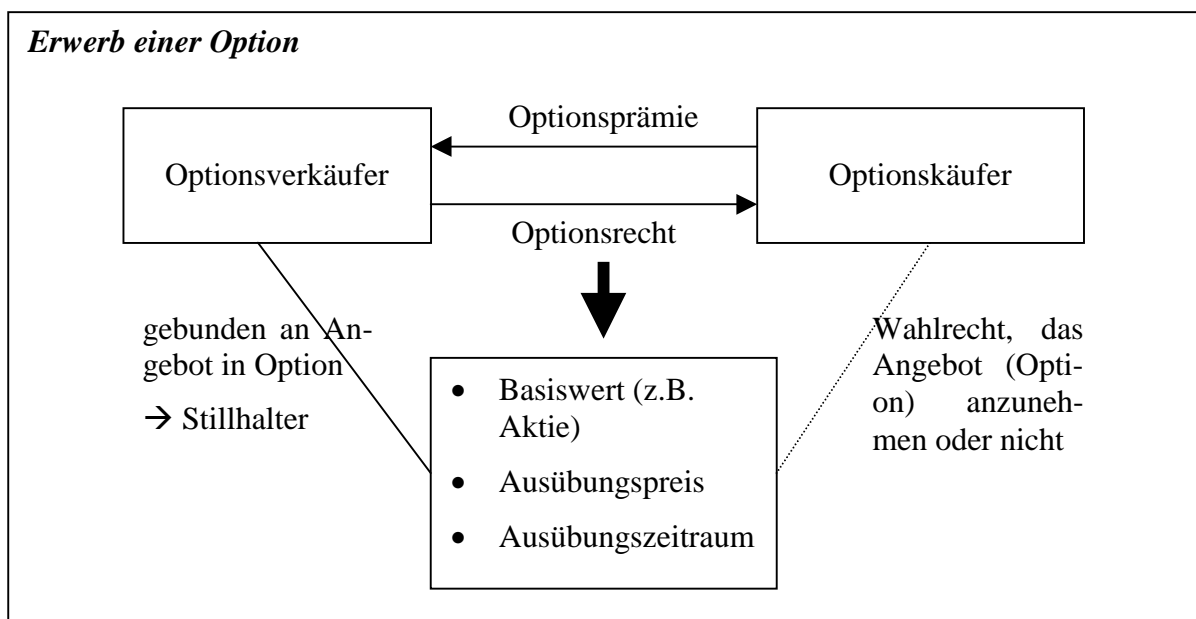 Erwerb einer Option
Optionsprämie
Optionsverkäufer
Optionskäufer
Optionsrecht
gebunden an An-
gebot in Option
→ Stillhalter
• Basiswert (z.B.
Aktie)
• Ausübungspreis
• Ausübungszeitraum
Wahlrecht, das
Angebot (Opti-
on) anzuneh-
men oder nicht